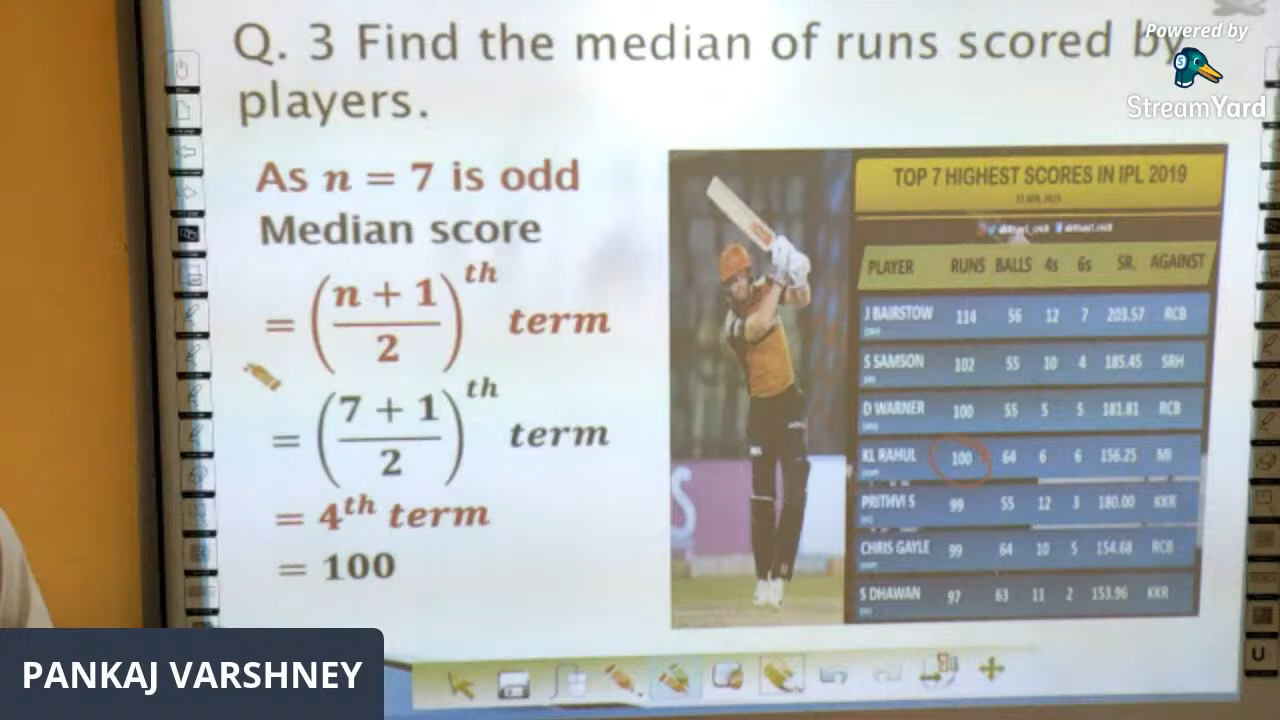 Q. 3 Find the median of runs scored by
players.
Powered by
StreamYard
As n = 7 is odd
Median score
= (n + 1 / 2)th term
= (7 + 1 / 2)th term
= 4th term
= 100
TOP 7 HIGHEST SCORES IN IPL 2019
PLAYER RUNS BALLS 4s 6s SR. AGAINST
J BAIRSTOW 114 56 12 7 203.57 RCB
S SAMSON 102 55 10 4 185.45 SRH
D WARNER 100 55 5 5 181.81 RCB
KL RAHUL 100 64 6 6 156.25 MI
PRITHVI S 99 55 12 3 180.00 KKR
CHRIS GAYLE 99 64 10 5 154.68 RCB
S DHAWAN 97 63 11 2 153.96 KKR
PANKAJ VARSHNEY